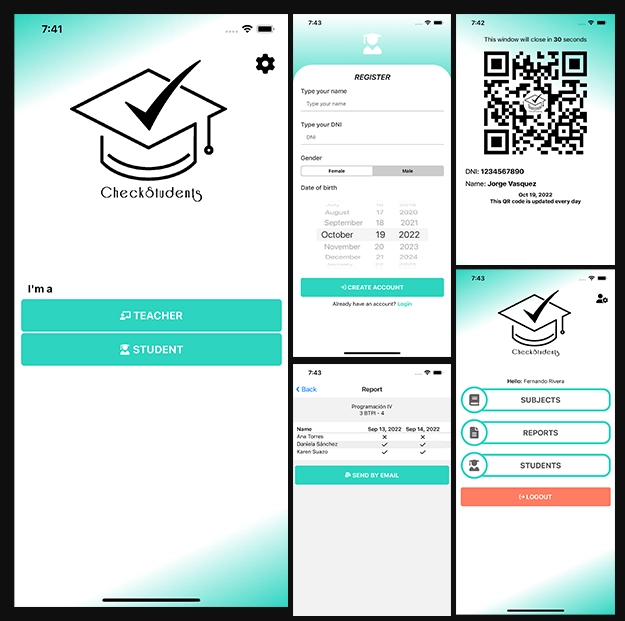 7:41
CheckStudents
I'm a
TEACHER
STUDENT
7:43
REGISTER
Type your name
Type your name
Type your DNI
DNI
Gender
Female Male
Date of birth
August 17 2020
September 18 2021
October 19 2022
November 20 2023
December 21 2024
CREATE ACCOUNT
Already have an account? Login
7:43
Back Report
Programación IV
3 BTPI - 4
Name Sep 13, 2022 Sep 14, 2022
Ana Torres
Daniela Sánchez
Karen Suazo
SEND BY EMAIL
7:42
This window will close in 30 seconds
DNI: 1234567890
Name: Jorge Vasquez
Oct 19, 2022
This QR code is updated every day
7:43
CheckStudents
Hello: Fernando Rivera
SUBJECTS
REPORTS
STUDENTS
LOGOUT